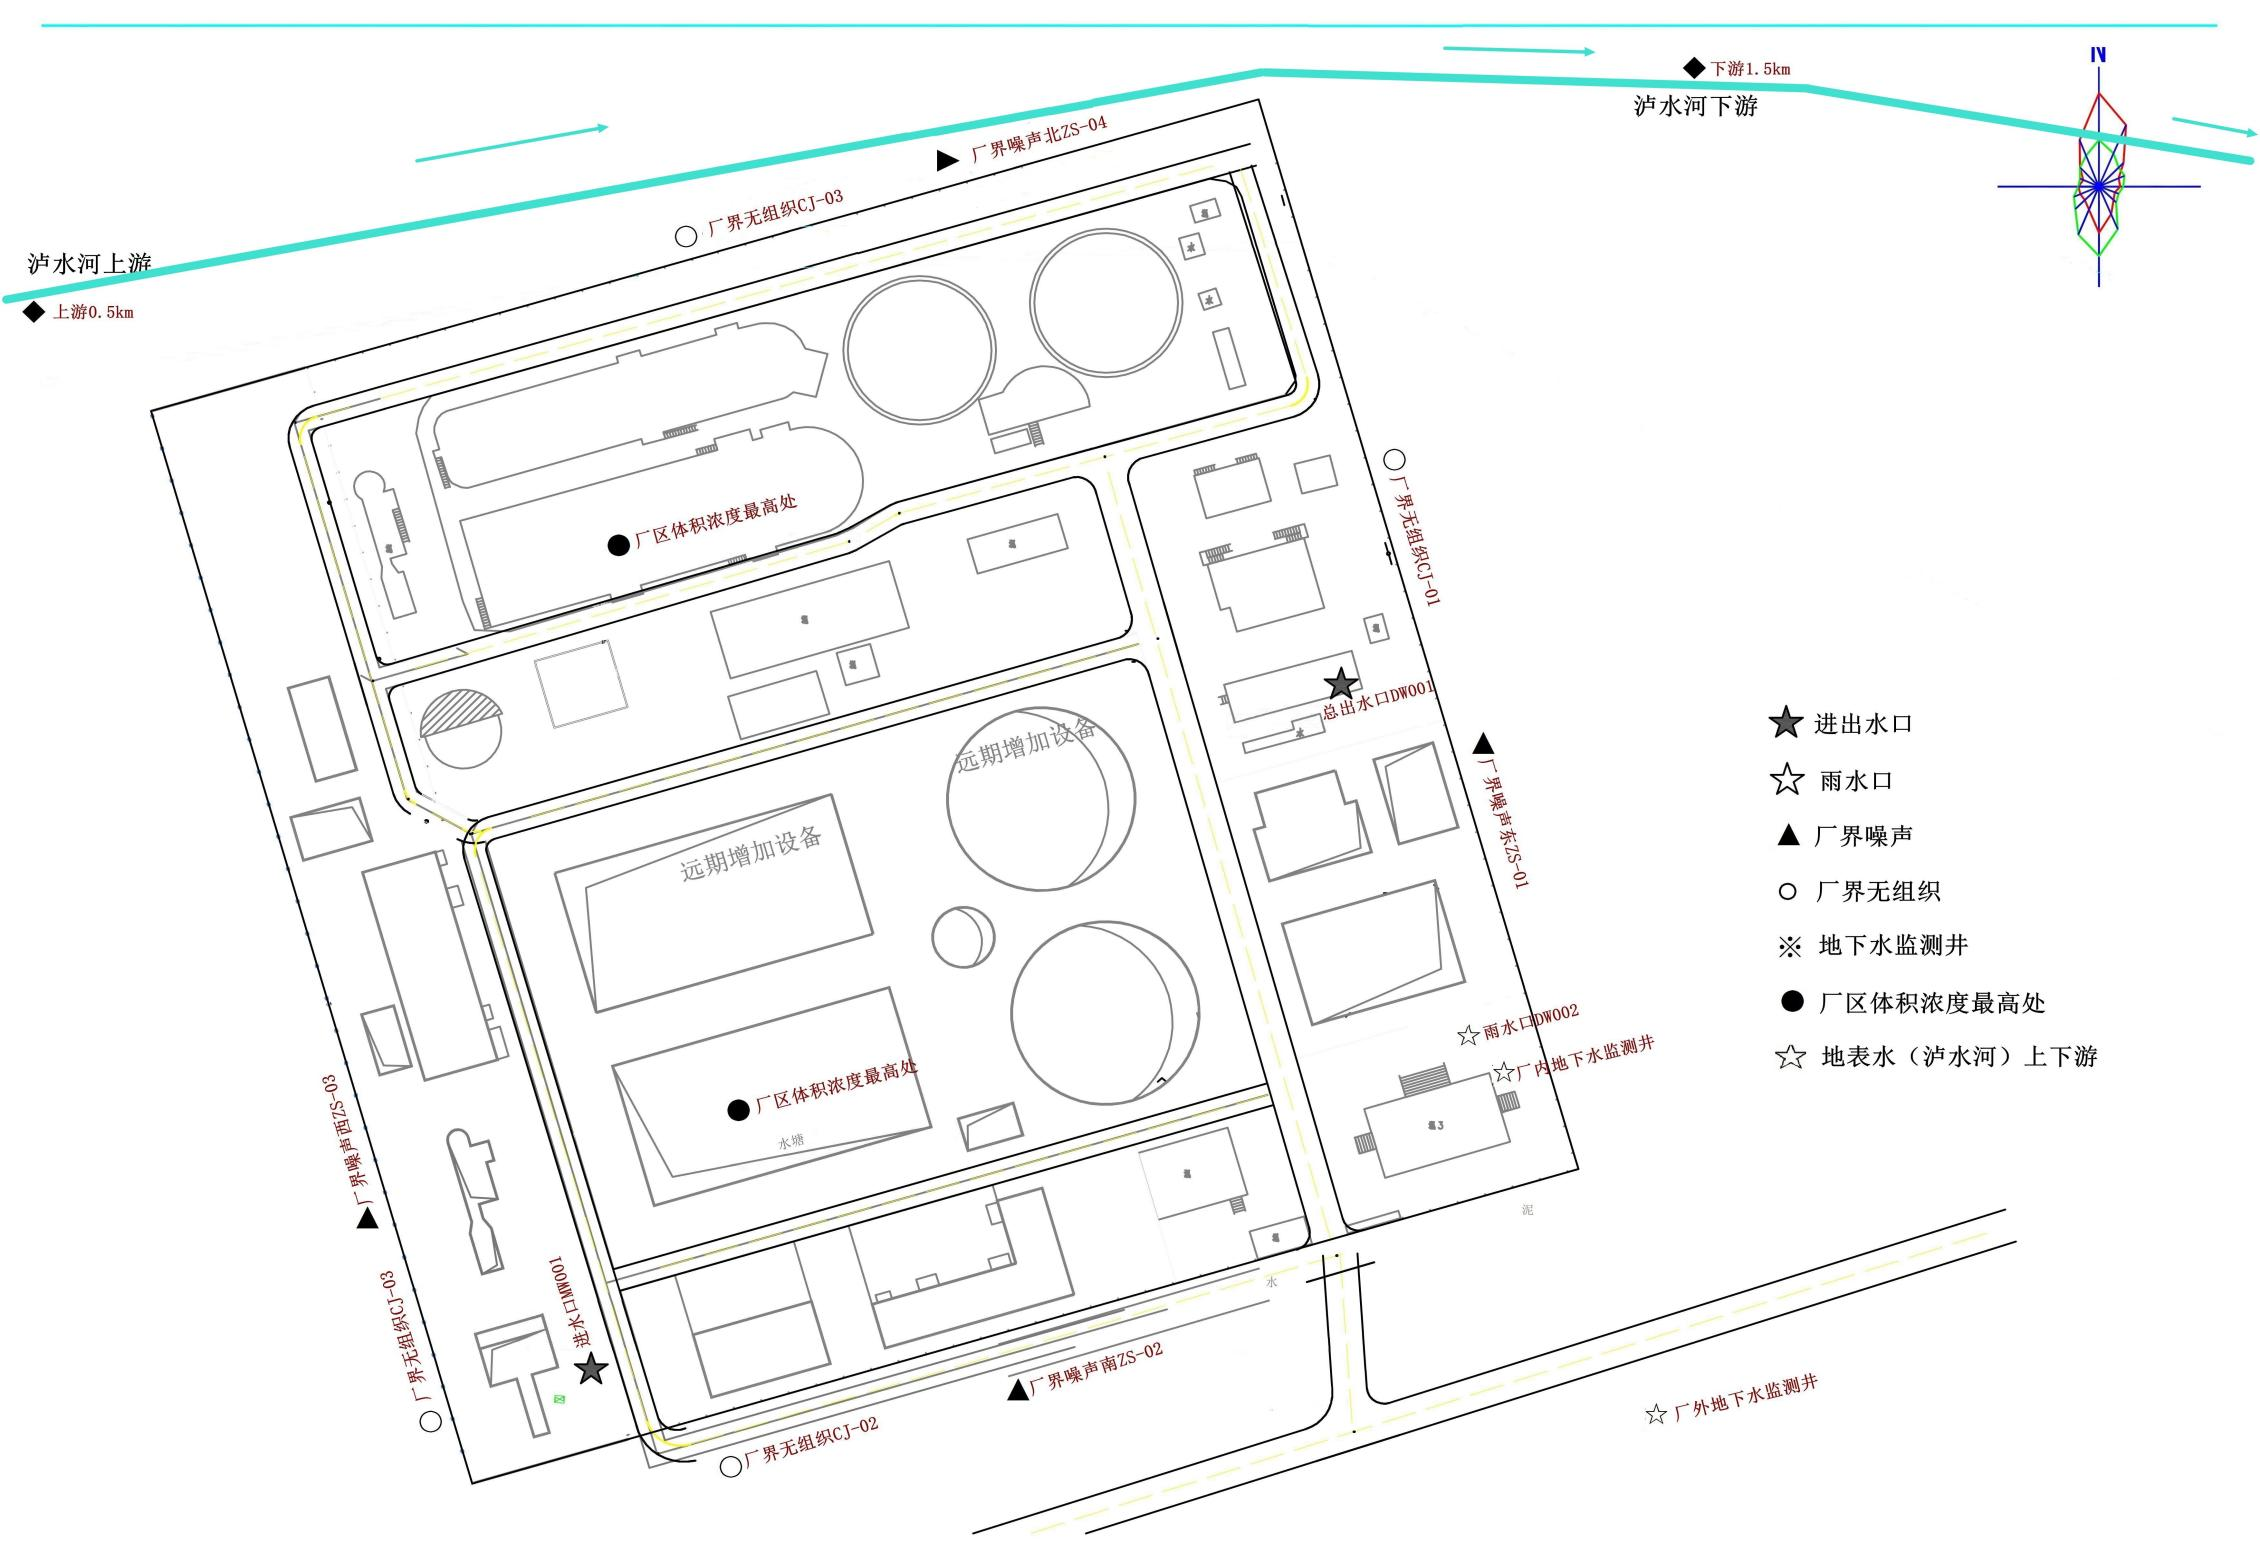 N
下游1.5km
泸水河下游
厂界噪声北ZS-04
厂界无组织CJ-03
泸水河上游
上游0.5km
厂界无组织CJ-01
厂区体积浓度最高处
总出水口DW001
远期增加设备
远期增加设备
厂界噪声东ZS-01
进出水口
雨水口
厂界噪声
厂界无组织
※ 地下水监测井
厂区体积浓度最高处
地表水（泸水河）上下游
雨水口DW002
厂内地下水监测井
厂区体积浓度最高处
水塘
厂界噪声西ZS-03
泥
水
进水口MW001
厂界无组织CJ-03
厂界噪声南ZS-02
厂界无组织CJ-02
厂外地下水监测井